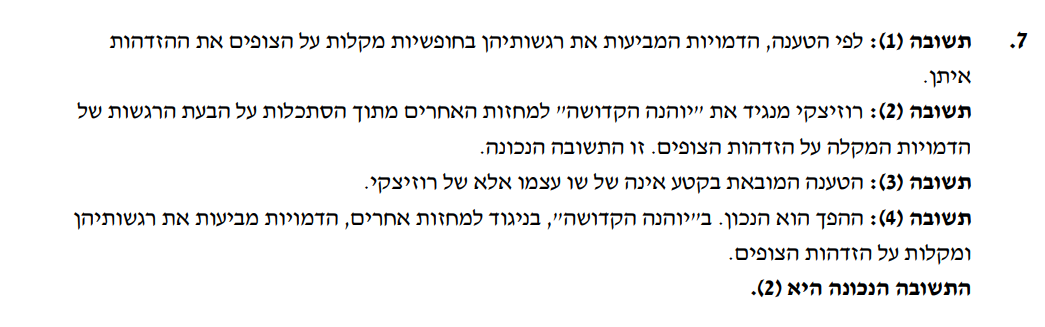 7. תשובה (1): לפי הטענה, הדמויות המביעות את רגשותיהן בחופשיות מקלות על הצופים את ההזדהות
איתן.
תשובה (2): רוזיצקי מנגיד את "יוהנה הקדושה" למחזות האחרים מתוך הסתכלות על הבעת הרגשות של
הדמויות המקלה על הזדהות הצופים. זו התשובה הנכונה.
תשובה (3): הטענה המובאת בקטע אינה של שו עצמו אלא של רוזיצקי.
תשובה (4): ההפך הוא הנכון. ב"יוהנה הקדושה", בניגוד למחזות אחרים, הדמויות מביעות את רגשותיהן
ומקלות על הזדהות הצופים.
התשובה הנכונה היא (2).